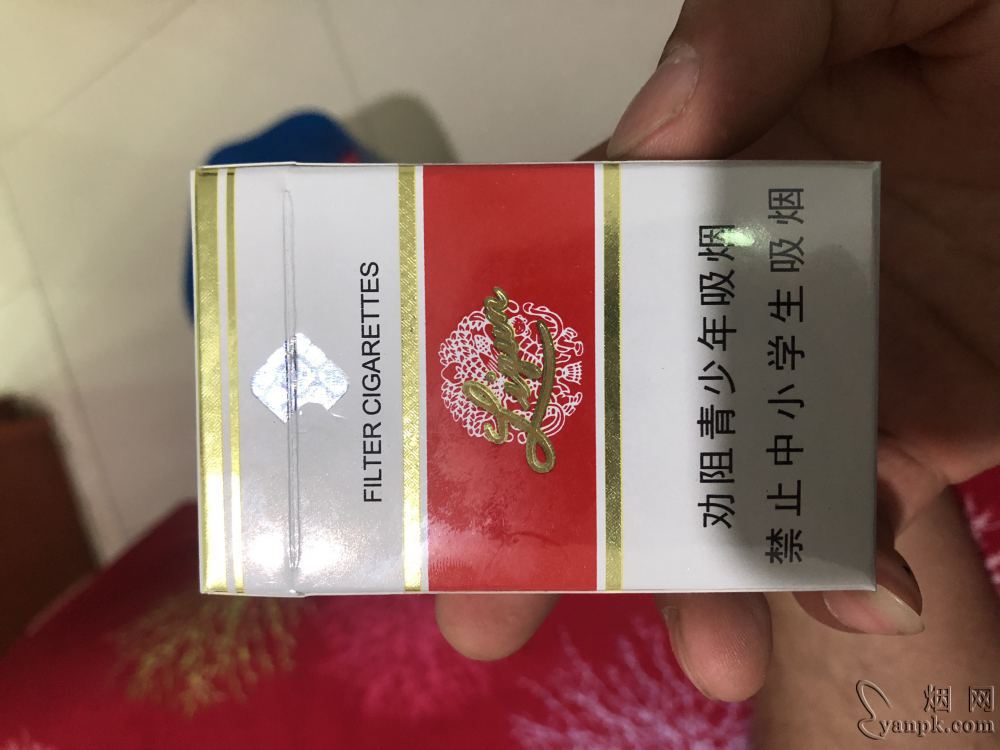 FILTER CIGARETTES
Liqun
劝阻青少年吸烟
禁止中小学生吸烟
烟网
yanpk.com